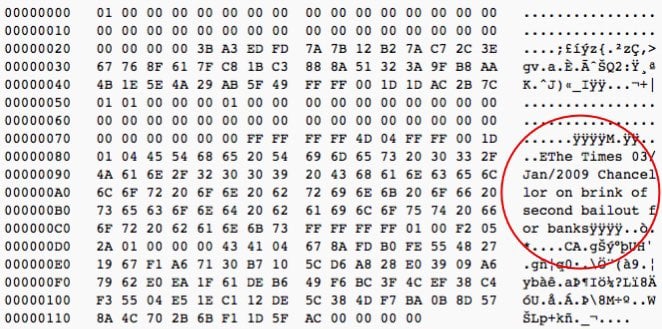 00000000 01 00 00 00 00 00 00 00 00 00 00 00 00 00 00 00 ................
00000010 00 00 00 00 00 00 00 00 00 00 00 00 00 00 00 00 ................
00000020 00 00 00 00 3B A3 ED FD 7A 7B 12 B2 7A C7 2C 3E ....;£íýz{.²zÇ,>
00000030 67 76 8F 61 7F C8 1B C3 88 8A 51 32 3A 9F B8 AA gv.a.È.ÃˆŠQ2:Ÿ¸ª
00000040 4B 1E 5E 4A 29 AB 5F 49 FF FF 00 1D 1D AC 2B 7C K.^J)«_Iÿÿ...¬+|
00000050 01 01 00 00 00 01 00 00 00 00 00 00 00 00 00 00 ................
00000060 00 00 00 00 00 00 00 00 00 00 00 00 00 00 00 00 ................
00000070 00 00 00 00 00 00 FF FF FF FF 4D 04 FF FF 00 1D ......ÿÿÿÿM.ÿÿ..
00000080 01 04 45 54 68 65 20 54 69 6D 65 73 20 30 33 2F ..EThe Times 03/
00000090 4A 61 6E 2F 32 30 30 39 20 43 68 61 6E 63 65 6C Jan/2009 Chancel
000000A0 6C 6F 72 20 6F 6E 20 62 72 69 6E 6B 20 6F 66 20 lor on brink of
000000B0 73 65 63 6F 6E 64 20 62 61 69 6C 6F 75 74 20 66 second bailout f
000000C0 6F 72 20 62 61 6E 6B 73 FF FF FF FF 01 00 F2 05 or banksÿÿÿÿ..ò.
000000D0 2A 01 00 00 00 43 41 04 67 8A FD B0 FE 55 48 27 *....CA.gŠý°þUH'
000000E0 19 67 F1 A6 71 30 B7 10 5C D6 A8 28 E0 39 09 A6 .gñ¦q0·.\Ö¨(à9.¦
000000F0 79 62 E0 EA 1F 61 DE B6 49 F6 BC 3F 4C EF 38 C4 ybàê.aÞ¶Iö¼?Lï8Ä
00000100 F3 55 04 E5 1E C1 12 DE 5C 38 4D F7 BA 0B 8D 57 óU.å.Á.Þ\8M÷º..W
00000110 8A 4C 70 2B 6B F1 1D 5F AC 00 00 00 00 ŠLp+kñ._¬....